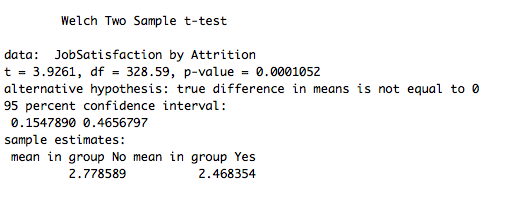 Welch Two Sample t-test
data:  JobSatisfaction by Attrition
t = 3.9261, df = 328.59, p-value = 0.0001052
alternative hypothesis: true difference in means is not equal to 0
95 percent confidence interval:
 0.1547890 0.4656797
sample estimates:
 mean in group No mean in group Yes
         2.778589          2.468354